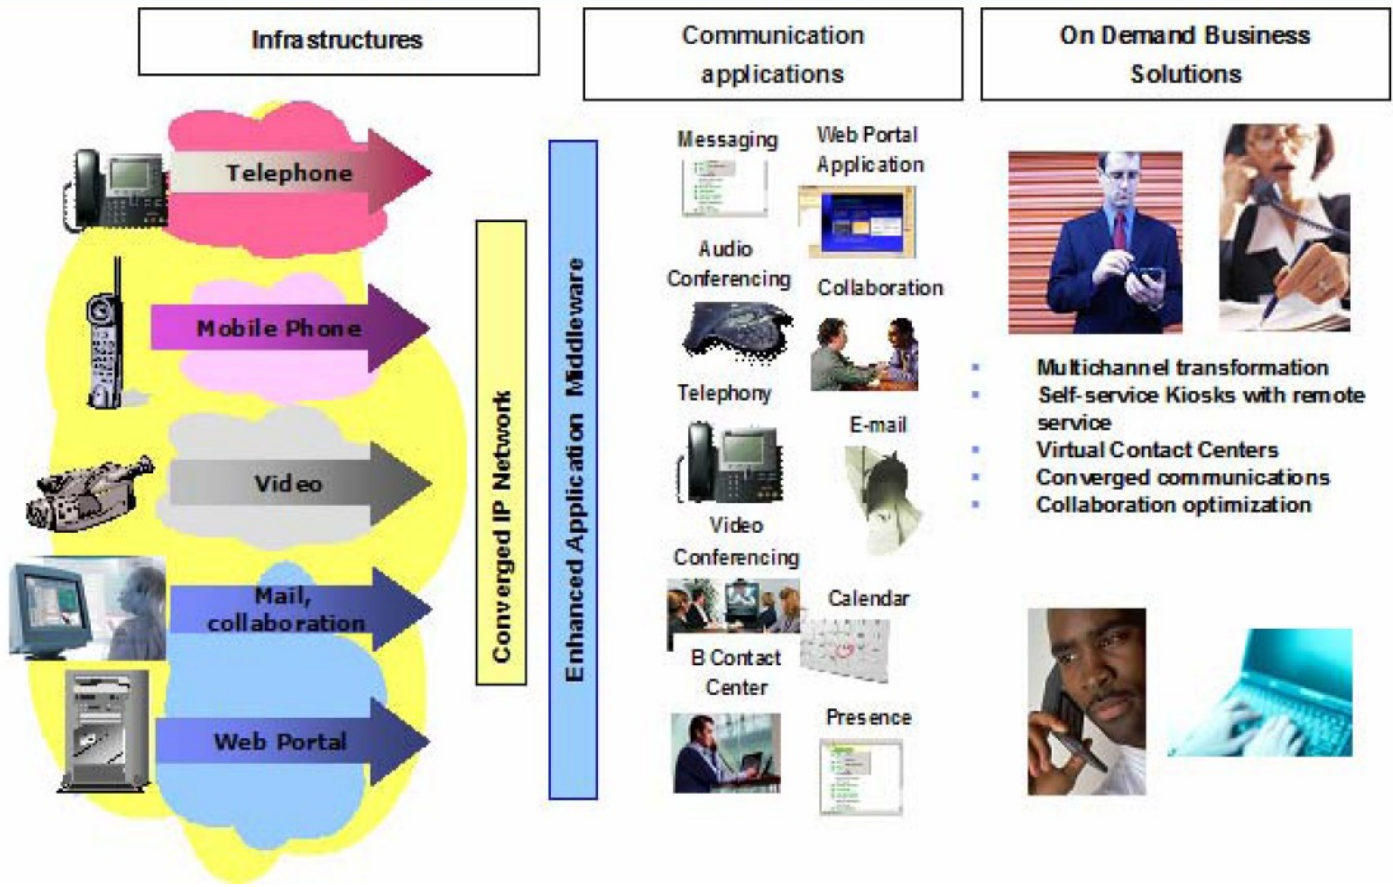 Infrastructures
Telephone
Mobile Phone
Video
Mail,
collaboration
Web Portal
Converged IP Network
Enhanced Application Middleware
Communication
applications
Messaging
Web Portal
Application
Audio
Conferencing
Collaboration
Telephony
E-mail
Video
Conferencing
Calendar
B Contact
Center
Presence
On Demand Business
Solutions
Multichannel transformation
Self-service Kiosks with remote
service
Virtual Contact Centers
Converged communications
Collaboration optimization